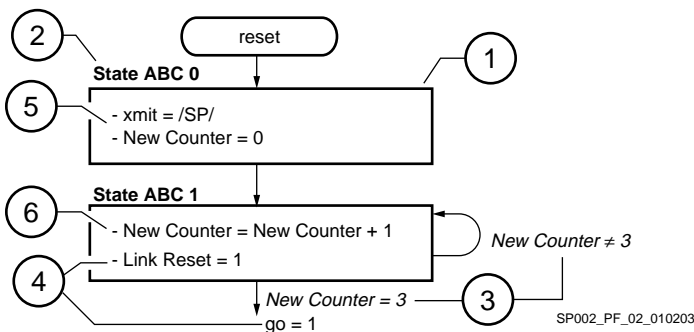 2
reset
1
State ABC 0
5
- xmit = /SP/
- New Counter = 0
State ABC 1
6
- New Counter = New Counter + 1
New Counter ≠ 3
- Link Reset = 1
4
New Counter = 3
3
go = 1
SP002_PF_02_010203